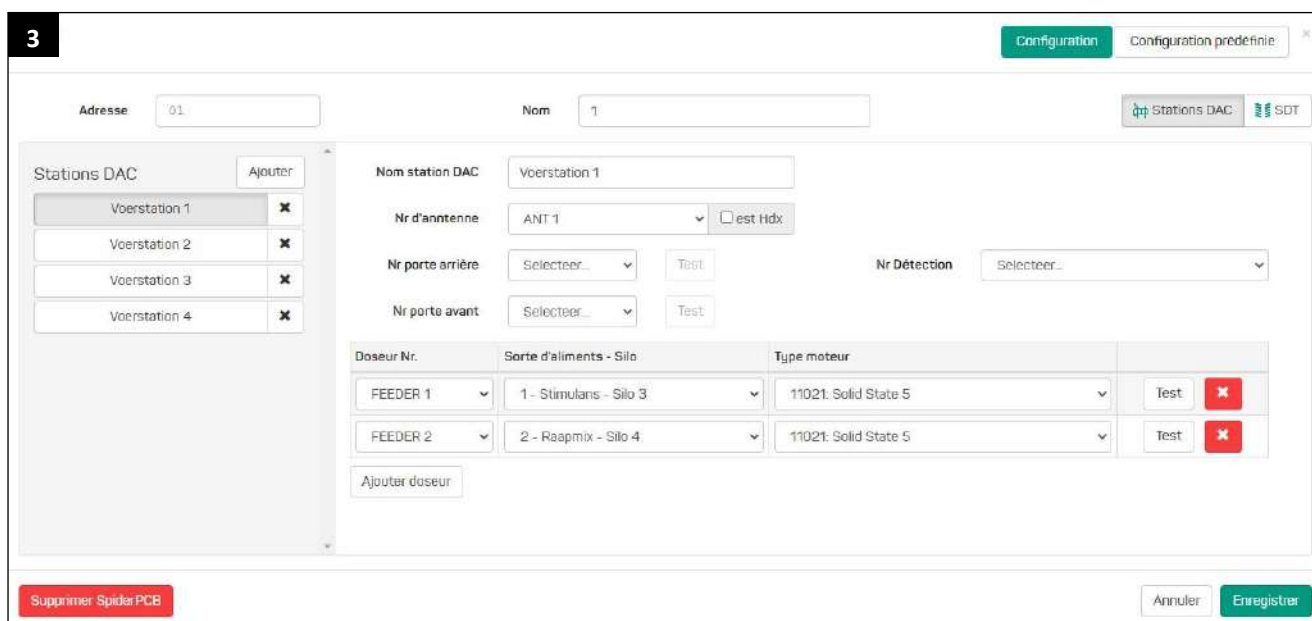 3
Configuration Configuration prédéfinie ×
Adresse 01 Nom 1 Stations DAC SDT
Stations DAC Ajouter
Voerstation 1
Voerstation 2
Voerstation 3
Voerstation 4
Nom station DAC Voerstation 1
Nr d'anntenne ANT 1 est Hdx
Nr porte arrière Selecteer... Test Nr Détection Selecteer...
Nr porte avant Selecteer... Test
Doseur Nr. Sorte d'aliments - Silo Type moteur
FEEDER 1 1 - Stimulans - Silo 3 11021: Solid State 5 Test
FEEDER 2 2 - Raapmix - Silo 4 11021: Solid State 5 Test
Ajouter doseur
Supprimer SpiderPCB Annuler Enregistrer